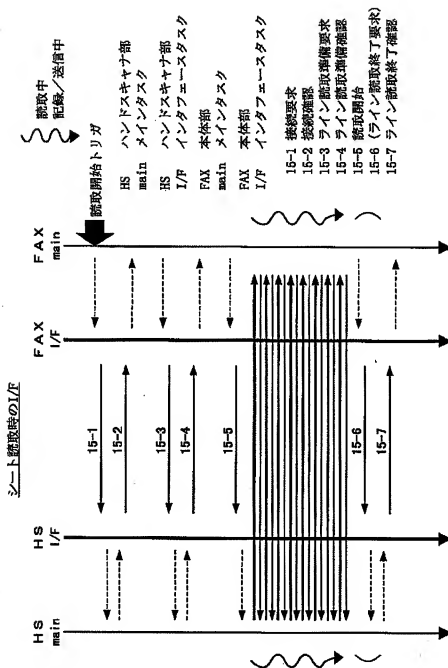 シート読取時のI/F
HS
main
HS
I/F
FAX
I/F
FAX
main
15-1
15-2
15-3
15-4
15-5
15-6
15-7
読取中
記録/送信中
読取開始トリガ
HS ハンドスキャナ部
main メインタスク
HS ハンドスキャナ部
I/F インタフェースタスク
FAX 本体部
main メインタスク
FAX 本体部
I/F インタフェースタスク
15-1 接続要求
15-2 接続確認
15-3 ライン読取準備要求
15-4 ライン読取準備確認
15-5 読取開始
15-6 (ライン読取終了要求)
15-7 ライン読取終了確認